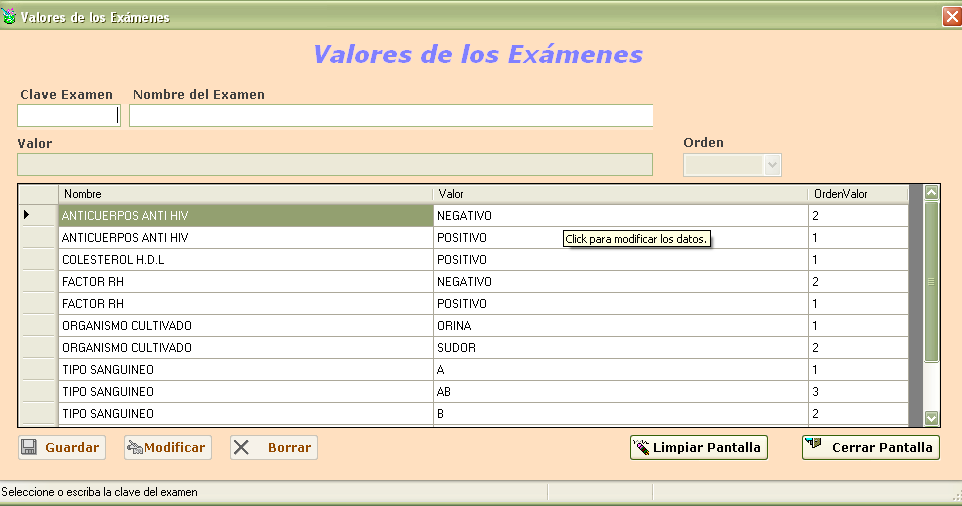 Valores de los Exámenes
Valores de los Exámenes
Clave Examen Nombre del Examen
Valor Orden
Nombre Valor OrdenValor
ANTICUERPOS ANTI HIV NEGATIVO 2
ANTICUERPOS ANTI HIV POSITIVO 1
Click para modificar los datos.
COLESTEROL H.D.L POSITIVO 1
FACTOR RH NEGATIVO 2
FACTOR RH POSITIVO 1
ORGANISMO CULTIVADO ORINA 1
ORGANISMO CULTIVADO SUDOR 2
TIPO SANGUINEO A 1
TIPO SANGUINEO AB 3
TIPO SANGUINEO B 2
Guardar Modificar Borrar Limpiar Pantalla Cerrar Pantalla
Seleccione o escriba la clave del examen